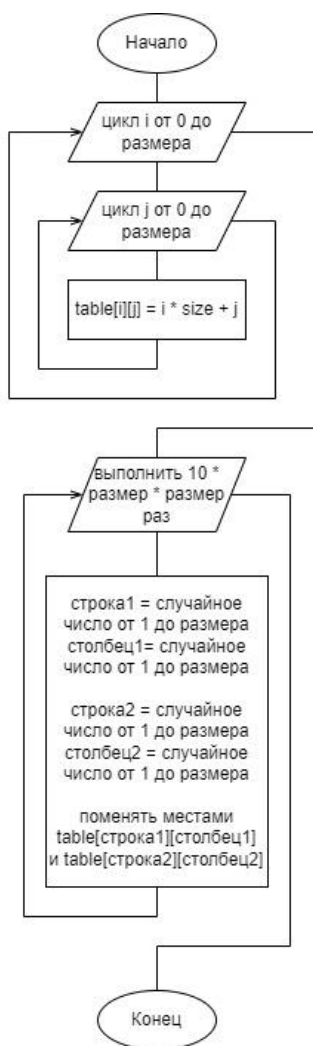 Начало
цикл i от 0 до
размера
цикл j от 0 до
размера
table[i][j] = i * size + j
выполнить 10 *
размер * размер
раз
строка1 = случайное
число от 1 до размера
столбец1= случайное
число от 1 до размера
строка2 = случайное
число от 1 до размера
столбец2 = случайное
число от 1 до размера
поменять местами
table[строка1][столбец1]
и table[строка2][столбец2]
Конец